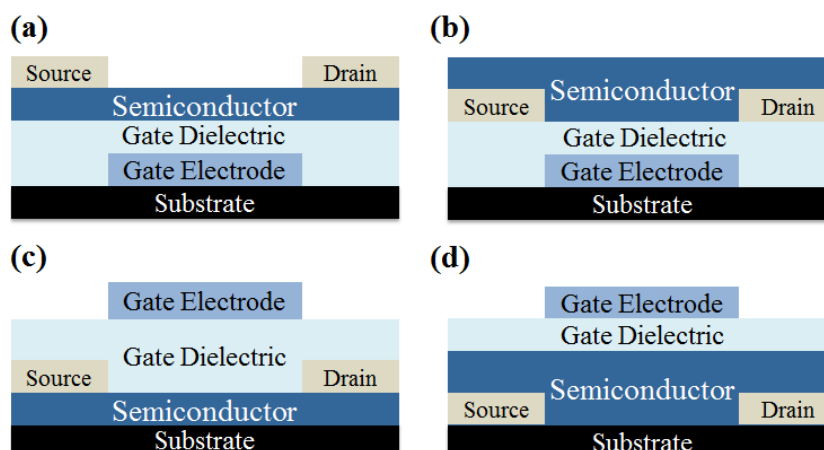 (a)
Source Drain
Semiconductor
Gate Dielectric
Gate Electrode
Substrate
(b)
Semiconductor
Source Drain
Gate Dielectric
Gate Electrode
Substrate
(c)
Gate Electrode
Gate Dielectric
Source Drain
Semiconductor
Substrate
(d)
Gate Electrode
Gate Dielectric
Semiconductor
Source Drain
Substrate